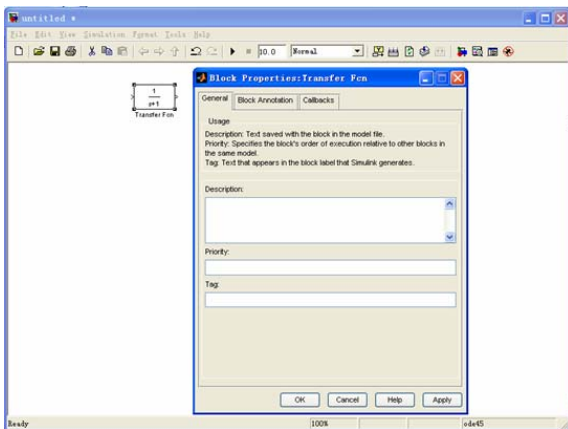 untitled *
File Edit View Simulation Format Tools Help
10.0 Normal
1
s+1
Transfer Fcn
Block Properties:Transfer Fcn
General Block Annotation Callbacks
Usage
Description: Text saved with the block in the model file.
Priority: Specifies the block's order of execution relative to other blocks in
the same model.
Tag: Text that appears in the block label that Simulink generates.
Description:
Priority:
Tag:
OK Cancel Help Apply
Ready 100% ode45